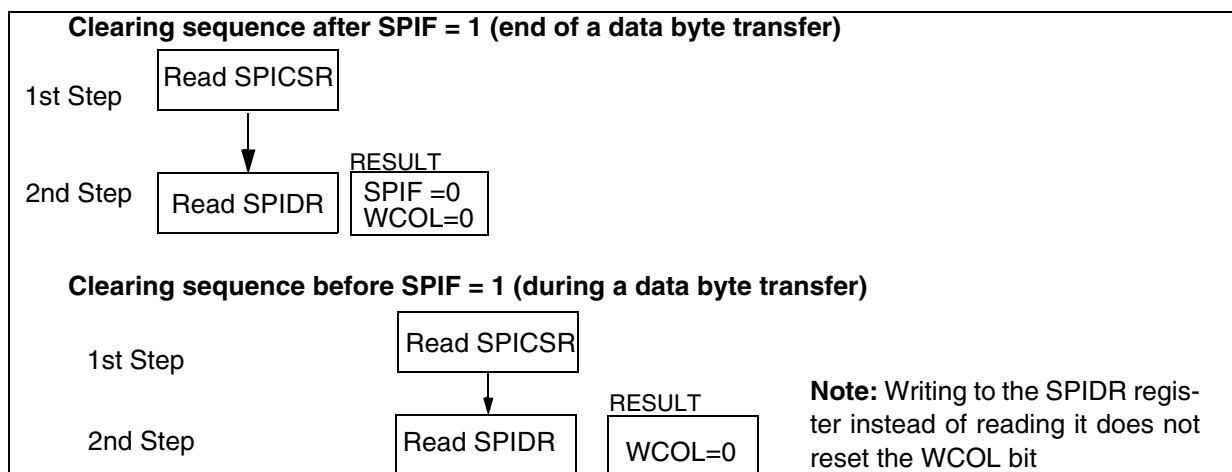 Clearing sequence after SPIF = 1 (end of a data byte transfer)
1st Step
Read SPICSR
2nd Step
Read SPIDR
RESULT
SPIF =0
WCOL=0
Clearing sequence before SPIF = 1 (during a data byte transfer)
1st Step
Read SPICSR
2nd Step
Read SPIDR
RESULT
WCOL=0
Note: Writing to the SPIDR regis-
ter instead of reading it does not
reset the WCOL bit